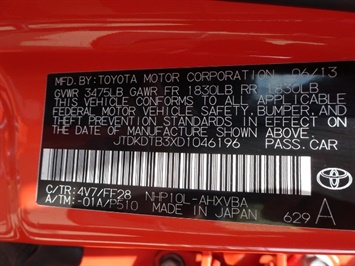 MFD. BY: TOYOTA MOTOR CORPORATION 06/13
GVWR 3475LB GAWR FR 1830LB RR 1830LB
THIS VEHICLE CONFORMS TO ALL APPLICABLE
FEDERAL MOTOR VEHICLE SAFETY, BUMPER, AND
THEFT PREVENTION STANDARDS IN EFFECT ON
THE DATE OF MANUFACTURE SHOWN ABOVE.
JTDKDTB3XD1046196 PASS.CAR
C/TR: 4V7/FF28 NHP10L-AHXVBA
A/TM: -01A/P510 MADE IN JAPAN 629 A
TOYOTA